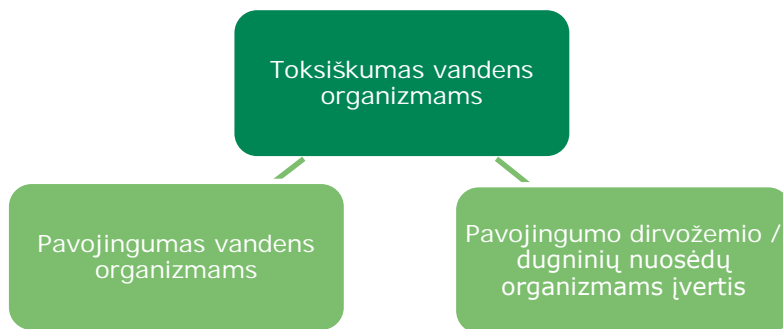 Toksiškumas vandens
organizmams
Pavojingumas vandens
organizmams
Pavojingumo dirvožemio /
dugninių nuosėdų
organizmams įvertis